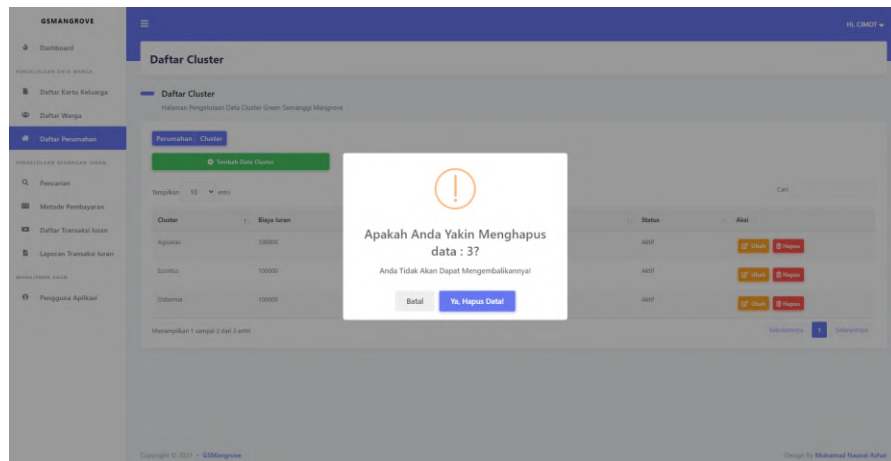 GSMANGROVE
Hi, CIMOT
Dashboard
PENGELOLAAN DATA WARGA
Daftar Kartu Keluarga
Daftar Warga
Daftar Perumahan
PENGELOLAAN KEUANGAN IURAN
Pencarian
Metode Pembayaran
Daftar Transaksi Iuran
Laporan Transaksi Iuran
MANAJEMEN AKUN
Pengguna Aplikasi
Daftar Cluster
Daftar Cluster
Halaman Pengelolaan Data Cluster Green Semanggi Mangrove
Perumahan Cluster
Tambah Data Cluster
Tampilkan 10 entri
Cari:
Cluster Biaya Iuran Status Aksi
100000 Aktif Ubah Hapus
100000 Aktif Ubah Hapus
100000 Aktif Ubah Hapus
Menampilkan 1 sampai 3 dari 3 entri
Sebelumnya 1 Selanjutnya
Apakah Anda Yakin Menghapus
data : 3?
Anda Tidak Akan Dapat Mengembalikannya!
Batal Ya, Hapus Data!
Copyright © 2021 • GSMangrove
Design By Muhamad Naufal Azhar